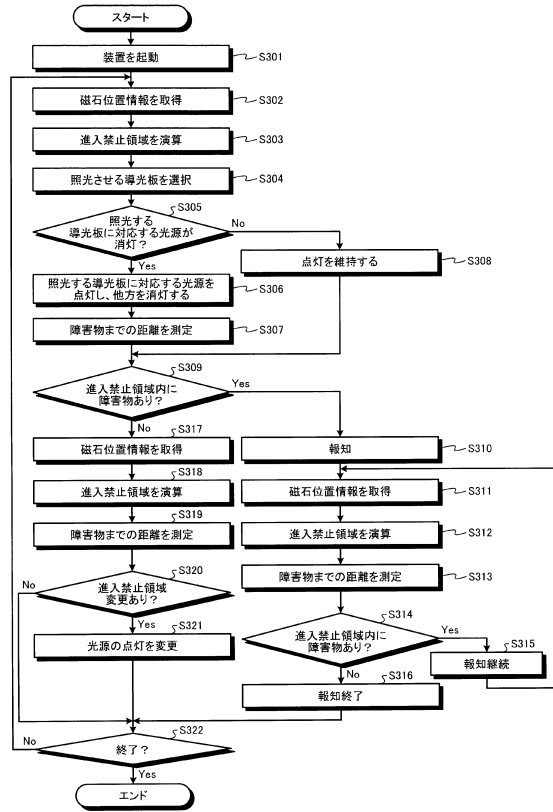 スタート
装置を起動
S301
磁石位置情報を取得
S302
進入禁止領域を演算
S303
照光させる導光板を選択
S304
S305
照光する
導光板に対応する光源が
消灯?
No
Yes
点灯を維持する
S308
照光する導光板に対応する光源を
点灯し、他方を消灯する
S306
障害物までの距離を測定
S307
S309
進入禁止領域内に
障害物あり?
Yes
No
S317
磁石位置情報を取得
報知
S310
S318
進入禁止領域を演算
磁石位置情報を取得
S311
S319
障害物までの距離を測定
進入禁止領域を演算
S312
障害物までの距離を測定
S313
S320
No
進入禁止領域
変更あり?
Yes
S321
光源の点灯を変更
S314
進入禁止領域内に
障害物あり?
Yes
S315
報知継続
No
S316
報知終了
S322
No
終了?
Yes
エンド